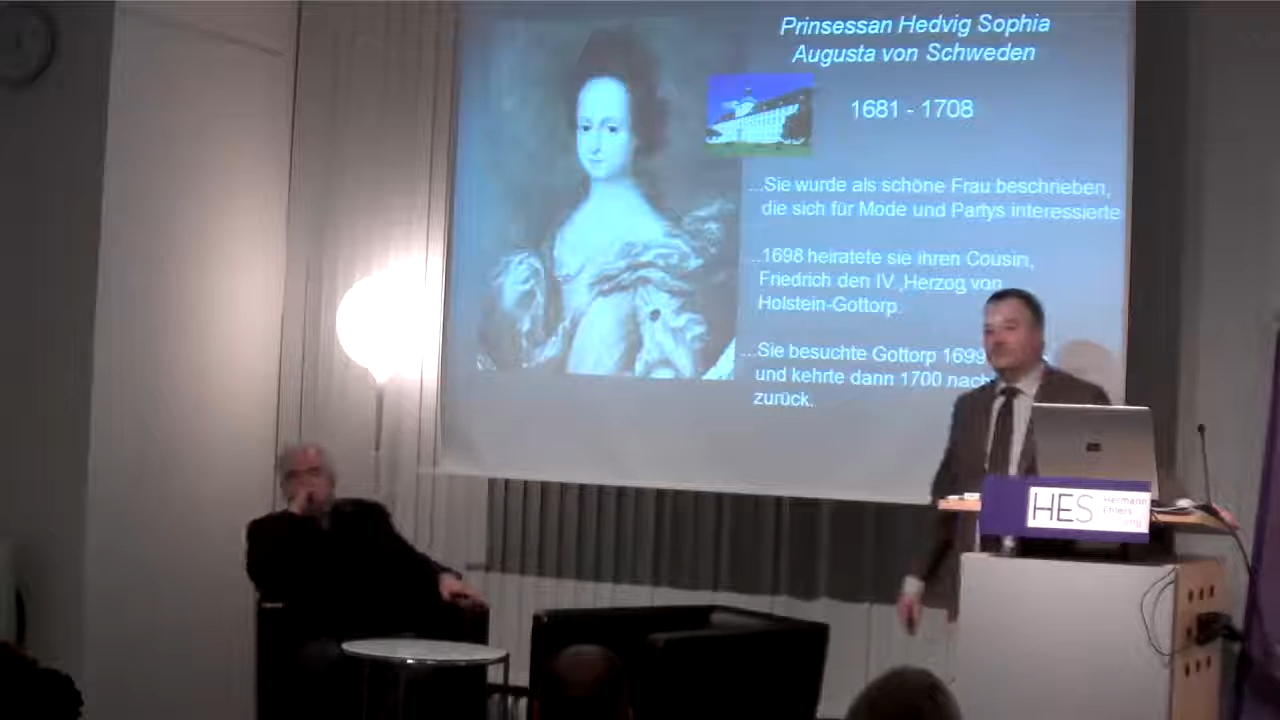 Prinsessan Hedvig Sophia
Augusta von Schweden
1681 - 1708
...Sie wurde als schöne Frau beschrieben,
die sich für Mode und Partys interessierte
...1698 heiratete sie ihren Cousin,
Friedrich den IV ,Herzog von
Holstein-Gottorp.
...Sie besuchte Gottorp 1699
und kehrte dann 1700 nach
zurück.
HES
Hermann
Ehlers